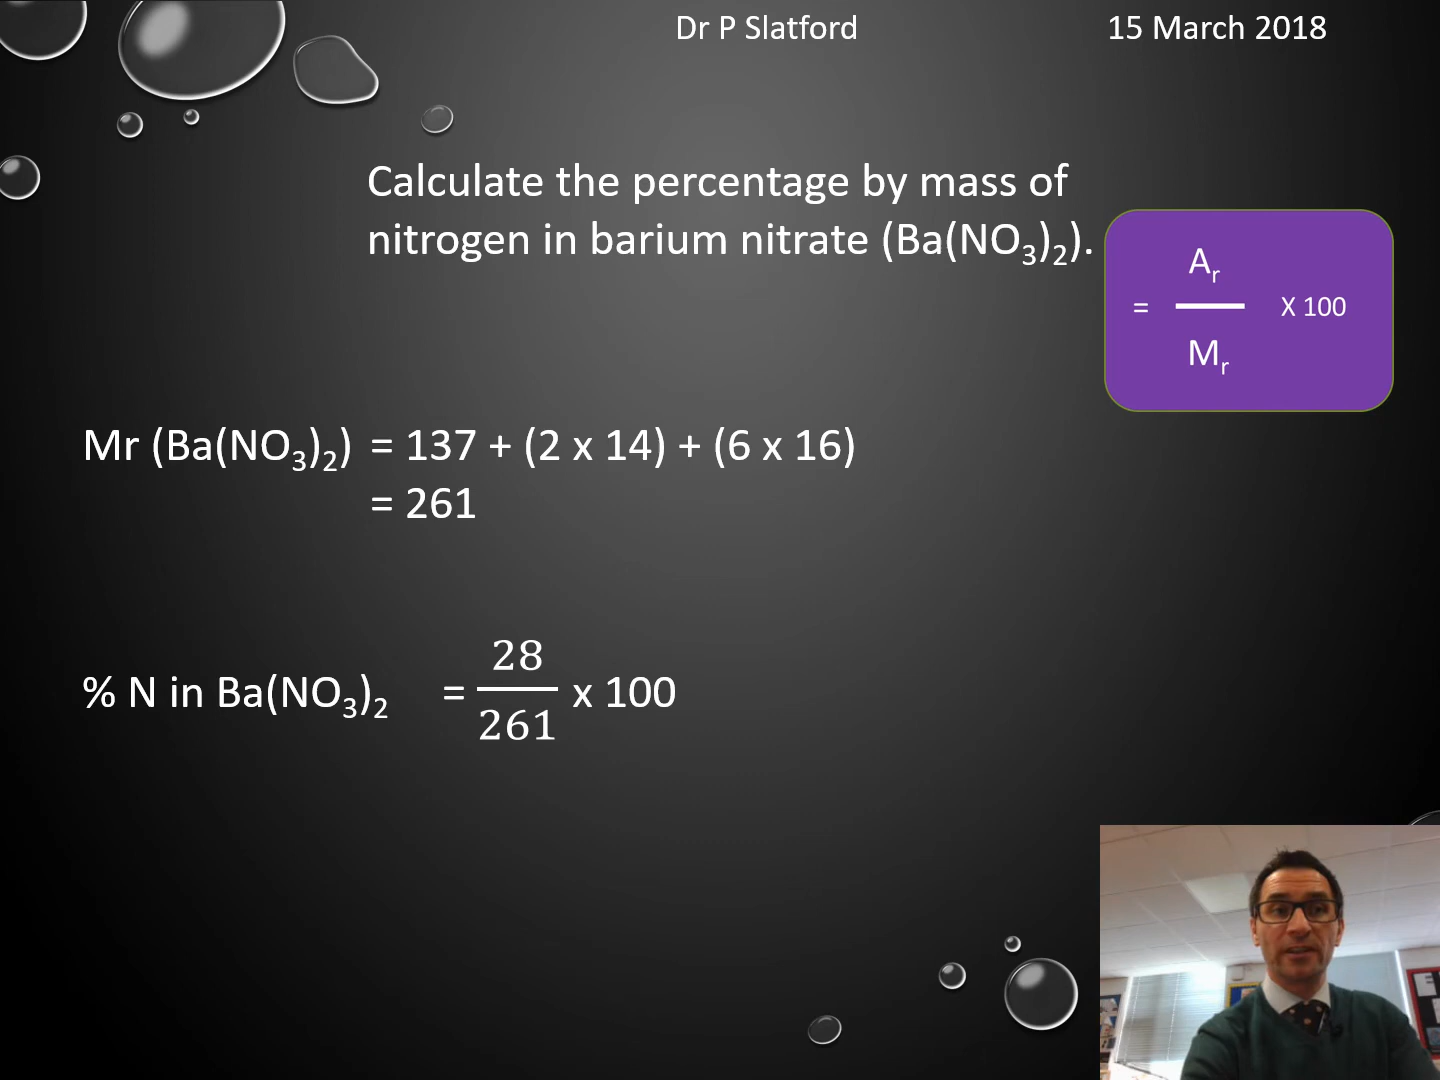 Dr P Slatford
15 March 2018
Calculate the percentage by mass of
nitrogen in barium nitrate (Ba(NO₃)₂).
= Aᵣ / Mᵣ X 100
Mr (Ba(NO₃)₂) = 137 + (2 x 14) + (6 x 16)
= 261
% N in Ba(NO₃)₂ = 28 / 261 x 100